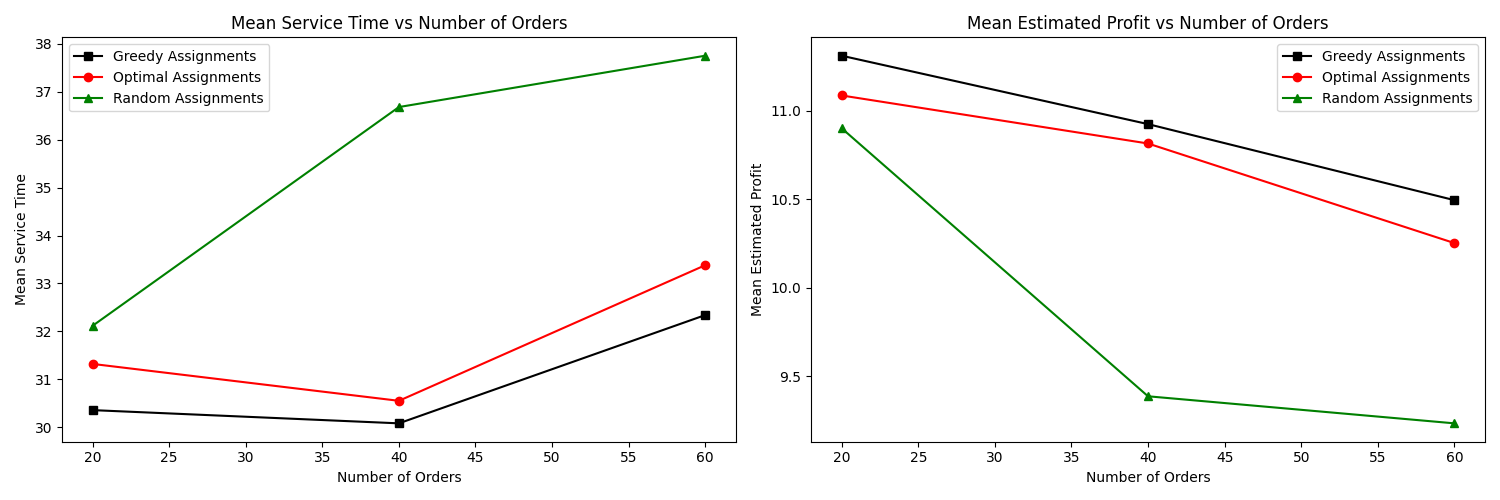 Mean Service Time vs Number of Orders
Greedy Assignments
Optimal Assignments
Random Assignments
38
37
36
35
34
33
32
31
30
Mean Service Time
20 25 30 35 40 45 50 55 60
Number of Orders
Mean Estimated Profit vs Number of Orders
Greedy Assignments
Optimal Assignments
Random Assignments
11.0
10.5
10.0
9.5
Mean Estimated Profit
20 25 30 35 40 45 50 55 60
Number of Orders